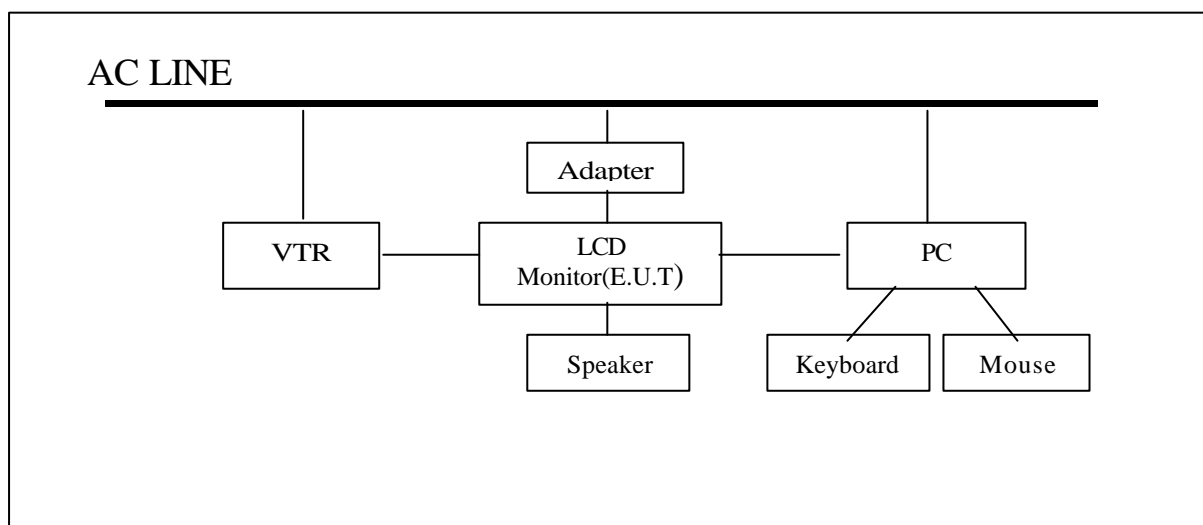 AC LINE
Adapter
VTR
LCD
Monitor(E.U.T)
PC
Speaker
Keyboard
Mouse